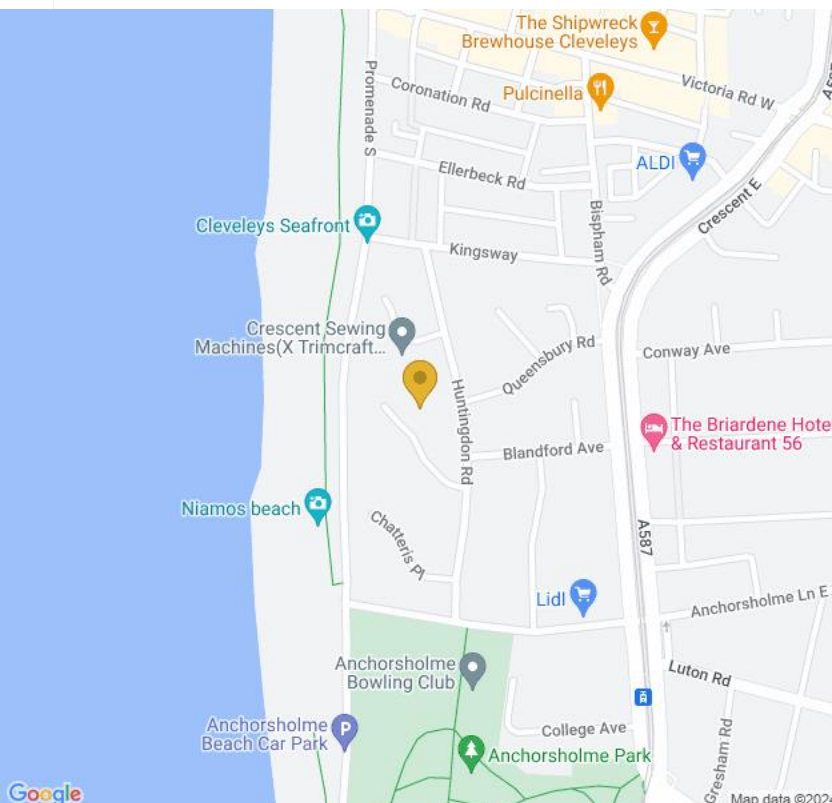 The Shipwreck
Brewhouse Cleveleys
Promenade S
Coronation Rd
Pulcinella
Victoria Rd W
Ellerbeck Rd
ALDI
Crescent E
Bispham Rd
Cleveleys Seafront
Kingsway
Crescent Sewing
Machines(X Trimcraft...
Queensbury Rd
Conway Ave
Huntingdon Rd
The Briardene Hote
& Restaurant 56
Blandford Ave
Niamos beach
Chatteris Pl
A587
Lidl
Anchorsholme Ln E
Anchorsholme
Bowling Club
Luton Rd
Anchorsholme
Beach Car Park
P
College Ave
Anchorsholme Park
Gresham Rd
Google
Map data ©202